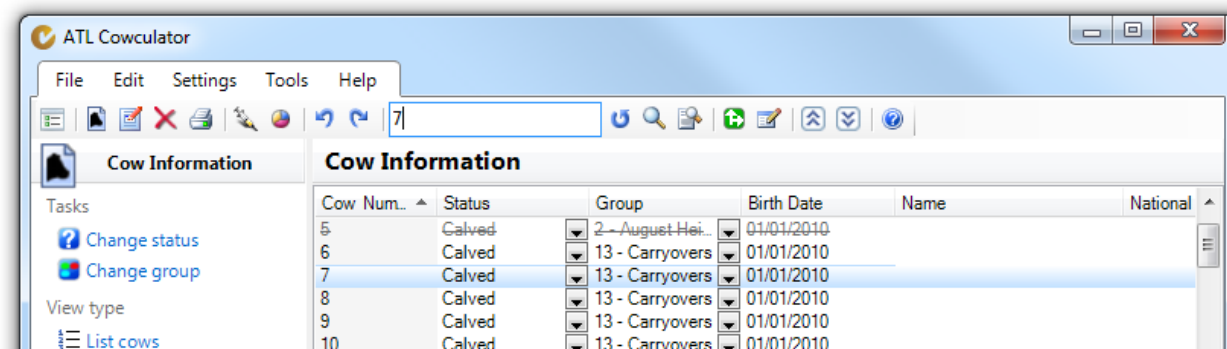 ATL Cowculator
File Edit Settings Tools Help
7
Cow Information
Cow Information
Tasks
Change status
Change group
View type
List cows
Cow Num.. Status Group Birth Date Name National
5 Calved 2 - August Hei... 01/01/2010
6 Calved 13 - Carryovers 01/01/2010
7 Calved 13 - Carryovers 01/01/2010
8 Calved 13 - Carryovers 01/01/2010
9 Calved 13 - Carryovers 01/01/2010
10 Calved 13 - Carryovers 01/01/2010